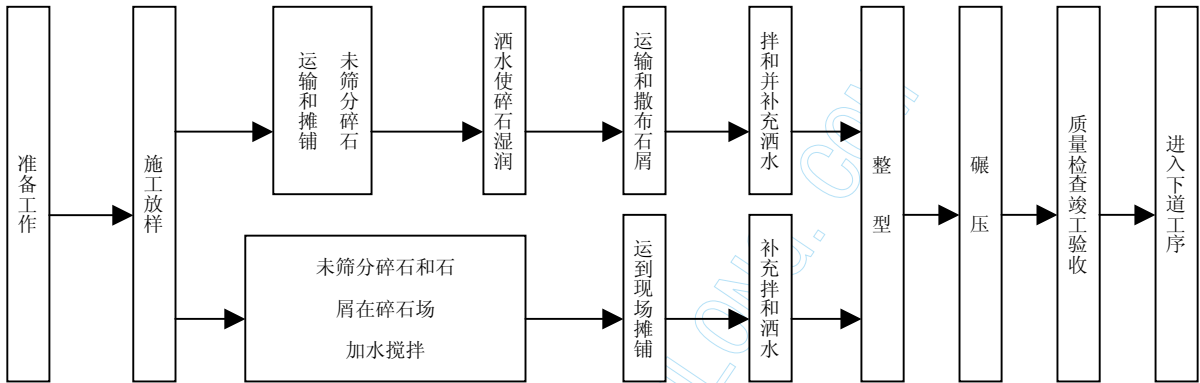 准备工作
施工放样
运输和摊铺
未筛分碎石
洒水使碎石湿润
运输和撒布石屑
拌和并补充洒水
未筛分碎石和石
屑在碎石场
加水搅拌
运到现场摊铺
补充拌和洒水
整型
碾压
质量检查竣工验收
进入下道工序